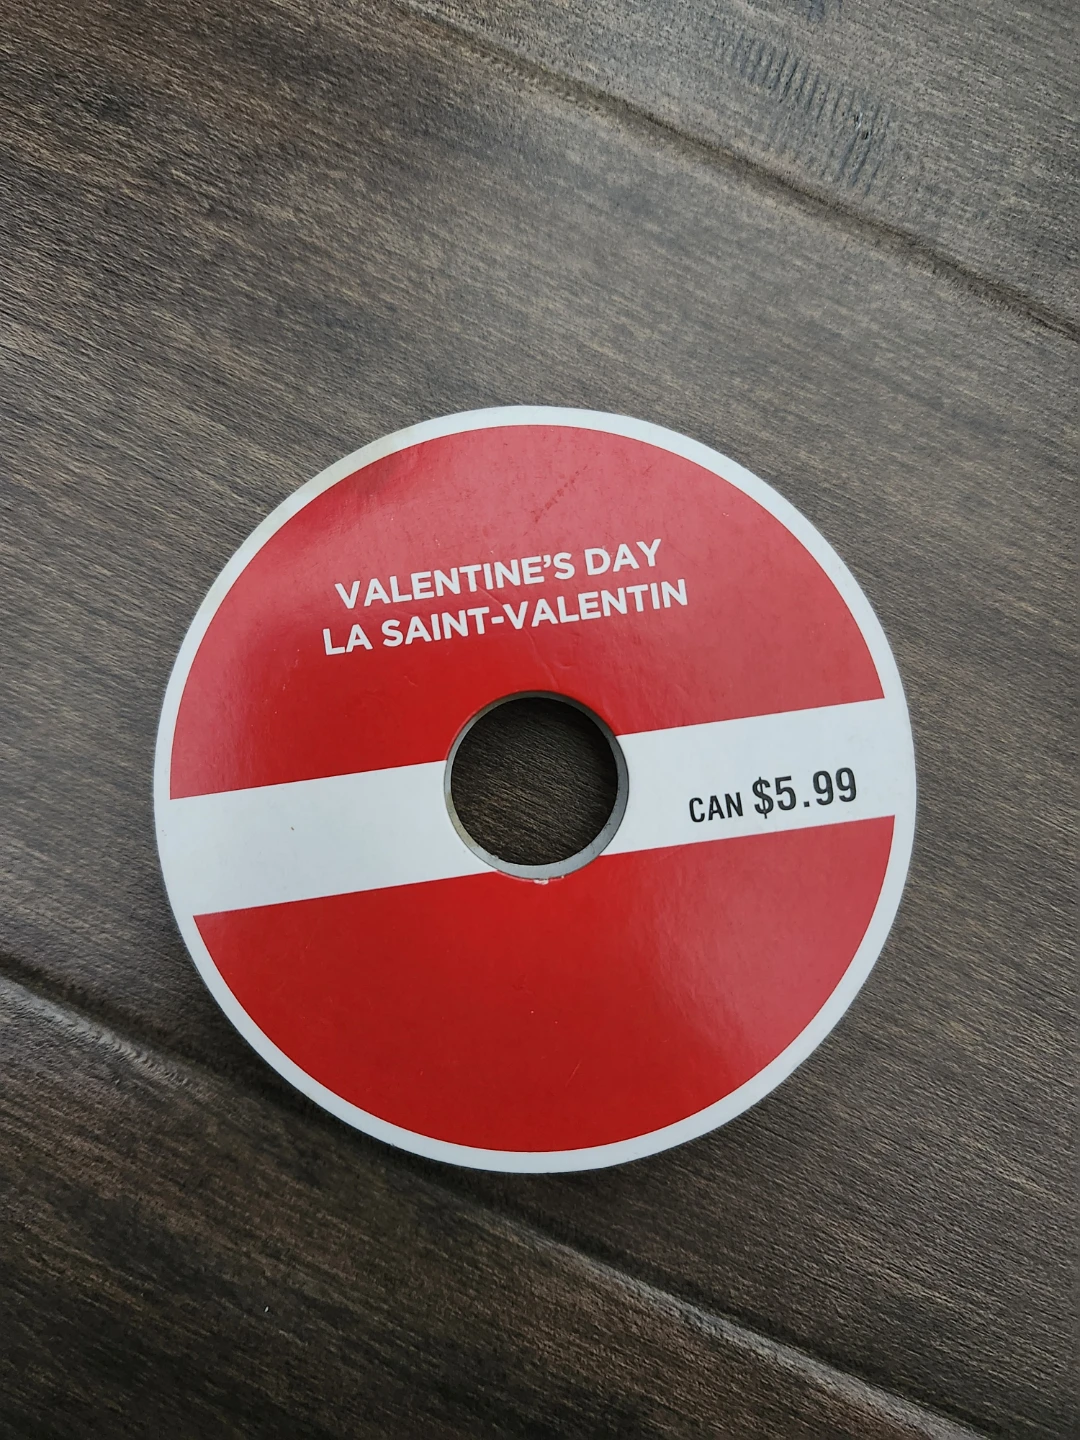 VALENTINE'S DAY
LA SAINT-VALENTIN
CAN $5.99